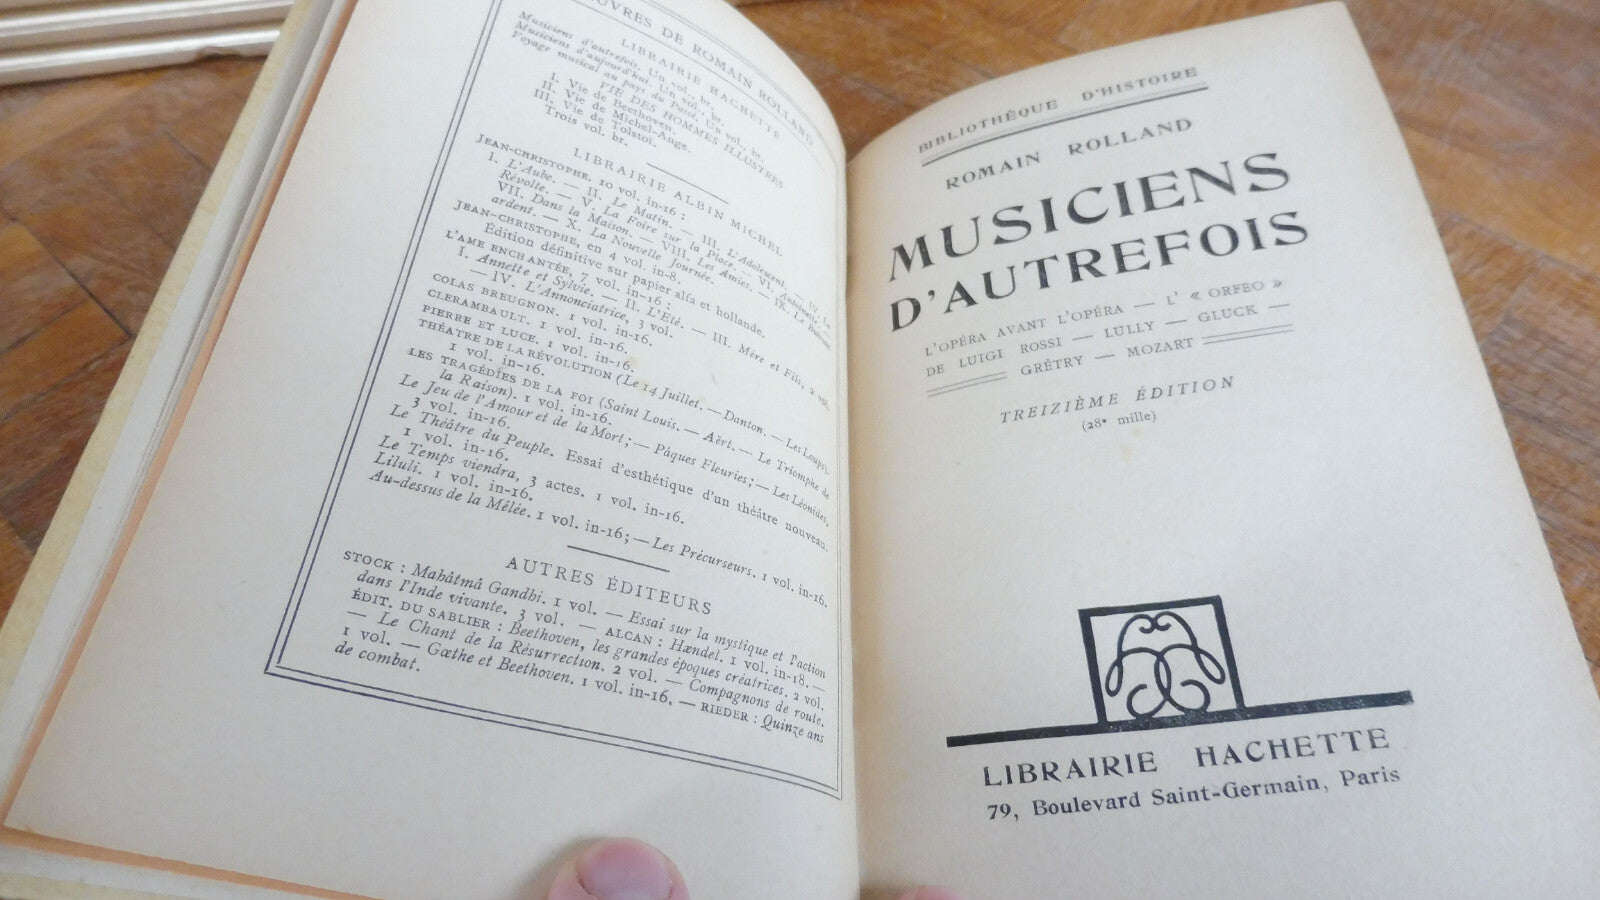 ŒUVRES DE ROMAIN ROLLAND
LIBRAIRIE HACHETTE
Musiciens d'autrefois. Un vol., br.
Musiciens d'aujourd'hui. Un vol., br.
Voyage musical au pays du Passé. Un vol., br.
VIE DES HOMMES ILLUSTRES
I. Vie de Beethoven.
II. Vie de Michel-Ange.
III. Vie de Tolstoï.
Trois vol. br.
LIBRAIRIE ALBIN MICHEL
JEAN-CHRISTOPHE, 10 vol. in-16 :
I. L'Aube. — II. Le Matin. — III. L'Adolescent. — IV. La
Révolte. — V. La Foire sur la Place. — VI. Antoinette. —
VII. Dans la Maison. — VIII. Les Amies. — IX. Le Buisson
ardent. — X. La Nouvelle Journée.
JEAN-CHRISTOPHE, en 4 vol. in-8.
Édition définitive sur papier alfa et hollande.
L'AME ENCHANTÉE, 7 vol. in-16 :
I. Annette et Sylvie. — II. L'Été. — III. Mère et Fils, 2 vol.
— IV. L'Annonciatrice, 3 vol.
COLAS BREUGNON. 1 vol. in-16.
CLERAMBAULT. 1 vol. in-16.
PIERRE ET LUCE. 1 vol. in-16.
THÉATRE DE LA RÉVOLUTION (Le 14 Juillet. — Danton. — Les Loups).
1 vol. in-16.
LES TRAGÉDIES DE LA FOI (Saint Louis. — Aërt. — Le Triomphe de
la Raison). 1 vol. in-16.
Le Jeu de l'Amour et de la Mort ; — Pâques Fleuries ; — Les Léonides,
3 vol. in-16.
Le Théâtre du Peuple. Essai d'esthétique d'un théâtre nouveau.
1 vol. in-16.
Le Temps viendra, 3 actes. 1 vol. in-16.
Liluli. 1 vol. in-16.
Au-dessus de la Mêlée. 1 vol. in-16 ; — Les Précurseurs. 1 vol. in-16.
AUTRES ÉDITEURS
STOCK : Mahâtmâ Gandhi. 1 vol. — Essai sur la mystique et l'action
dans l'Inde vivante. 3 vol. — ALCAN : Hændel. 1 vol. in-18. —
ÉDIT. DU SABLIER : Beethoven, les grandes époques créatrices. 2 vol.
— Le Chant de la Résurrection. 2 vol. — Compagnons de route.
1 vol. — Gœthe et Beethoven. 1 vol. in-16. — RIEDER : Quinze ans
de combat.
BIBLIOTHÈQUE D'HISTOIRE
ROMAIN ROLLAND
MUSICIENS
D'AUTREFOIS
L'OPÉRA AVANT L'OPÉRA — L' « ORFEO »
DE LUIGI ROSSI — LULLY — GLUCK —
GRÉTRY — MOZART
TREIZIÈME ÉDITION
(28e mille)
LIBRAIRIE HACHETTE
79, Boulevard Saint-Germain, Paris